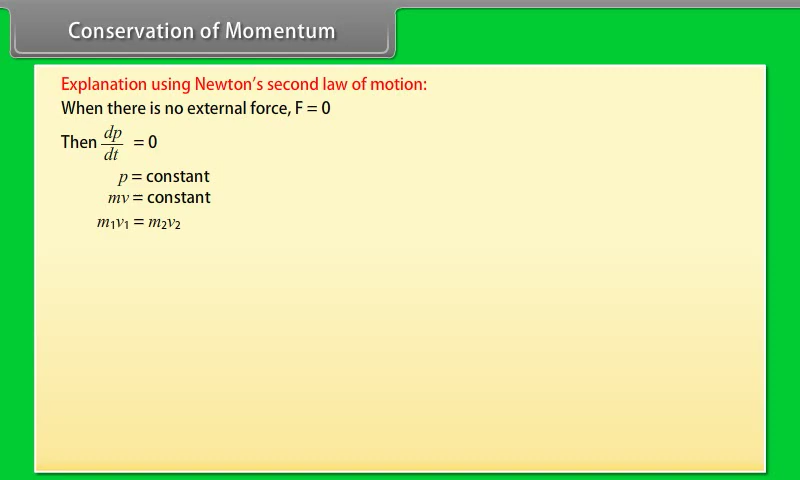 Conservation of Momentum
Explanation using Newton's second law of motion:
When there is no external force, F = 0
Then dp/dt = 0
p = constant
mv = constant
m₁v₁ = m₂v₂